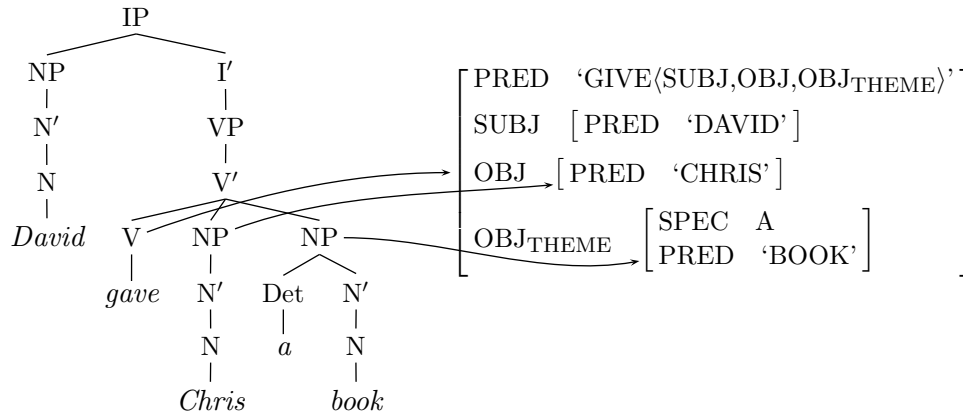 IP
NP I′
PRED ‘GIVE⟨SUBJ,OBJ,OBJTHEME⟩’
N′ VP
SUBJ [PRED ‘DAVID’]
N V′
OBJ [PRED ‘CHRIS’]
David V NP NP
OBJTHEME [SPEC A
PRED ‘BOOK’]
gave N′ Det N′
N a N
Chris book